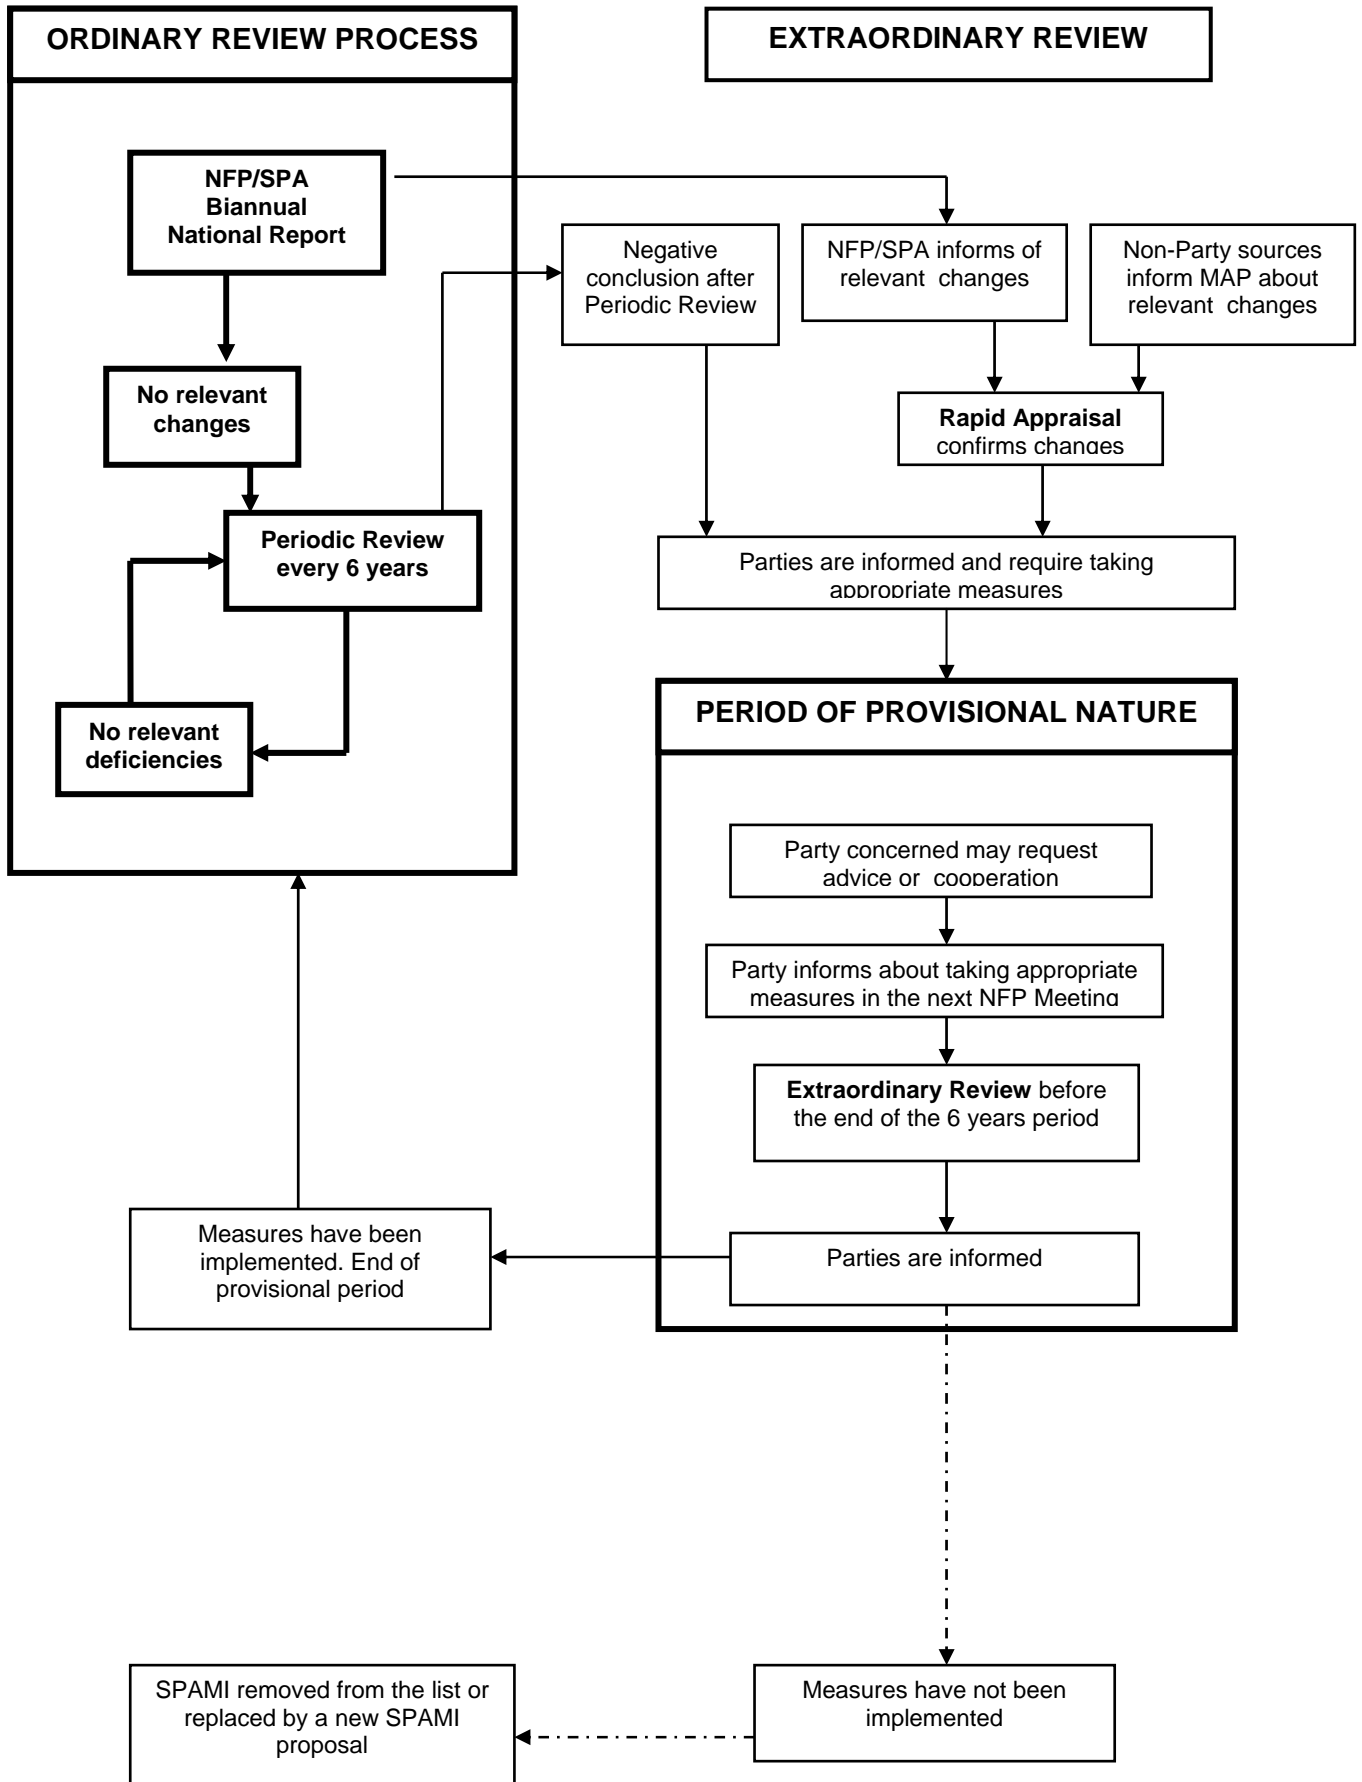 ORDINARY REVIEW PROCESS
EXTRAORDINARY REVIEW
NFP/SPA
Biannual
National Report
Negative
conclusion after
Periodic Review
NFP/SPA informs of
relevant changes
Non-Party sources
inform MAP about
relevant changes
No relevant
changes
Rapid Appraisal
confirms changes
Periodic Review
every 6 years
Parties are informed and require taking
appropriate measures
No relevant
deficiencies
PERIOD OF PROVISIONAL NATURE
Party concerned may request
advice or cooperation
Party informs about taking appropriate
measures in the next NFP Meeting
Extraordinary Review before
the end of the 6 years period
Measures have been
implemented. End of
provisional period
Parties are informed
SPAMI removed from the list or
replaced by a new SPAMI
proposal
Measures have not been
implemented